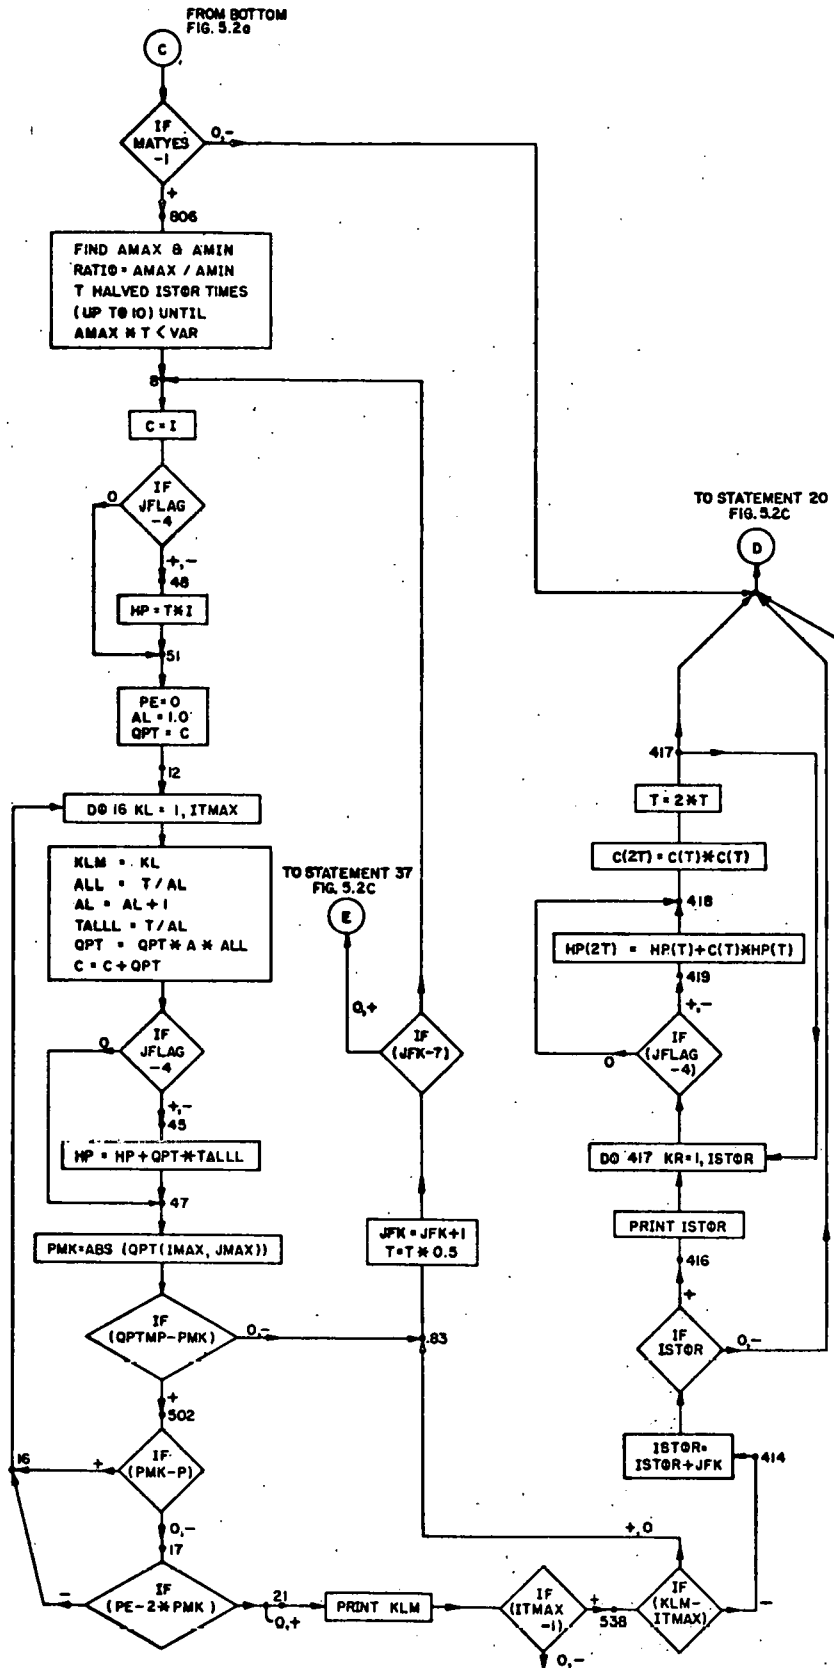 FROM BOTTOM
FIG. 5.2a
C
IF
MATYES
-1
0,-
+
806
FIND AMAX & AMIN
RATIO = AMAX / AMIN
T HALVED ISTOR TIMES
(UP TO 10) UNTIL
AMAX * T < VAR
8
C = I
IF
JFLAG
-4
0
+,-
48
HP = T*I
51
PE=0
AL = 1.0
QPT = C
12
DO 16 KL = 1, ITMAX
KLM = KL
ALL = T/AL
AL = AL+1
TALLL = T/AL
QPT = QPT * A * ALL
C = C+QPT
IF
JFLAG
-4
0
+,-
45
HP = HP+QPT*TALLL
47
PMK=ABS (QPT(IMAX, JMAX))
IF
(QPTMP-PMK)
0,-
+
502
IF
(PMK-P)
+
16
0,-
17
IF
(PE-2*PMK)
-
21
0,+
PRINT KLM
IF
(ITMAX
-1)
+
538
0,-
IF
(KLM-
ITMAX)
+,0
-
414
ISTOR=
ISTOR+JFK
IF
ISTOR
0,-
+
416
PRINT ISTOR
DO 417 KR=1, ISTOR
IF
(JFLAG
-4)
0
+,-
419
HP(2T) = HP(T)+C(T)*HP(T)
418
C(2T) = C(T)*C(T)
T = 2*T
417
TO STATEMENT 20
FIG. 5.2C
D
83
JFK = JFK+1
T=T* 0.5
IF
(JFK-7)
0,+
TO STATEMENT 37
FIG. 5.2C
E